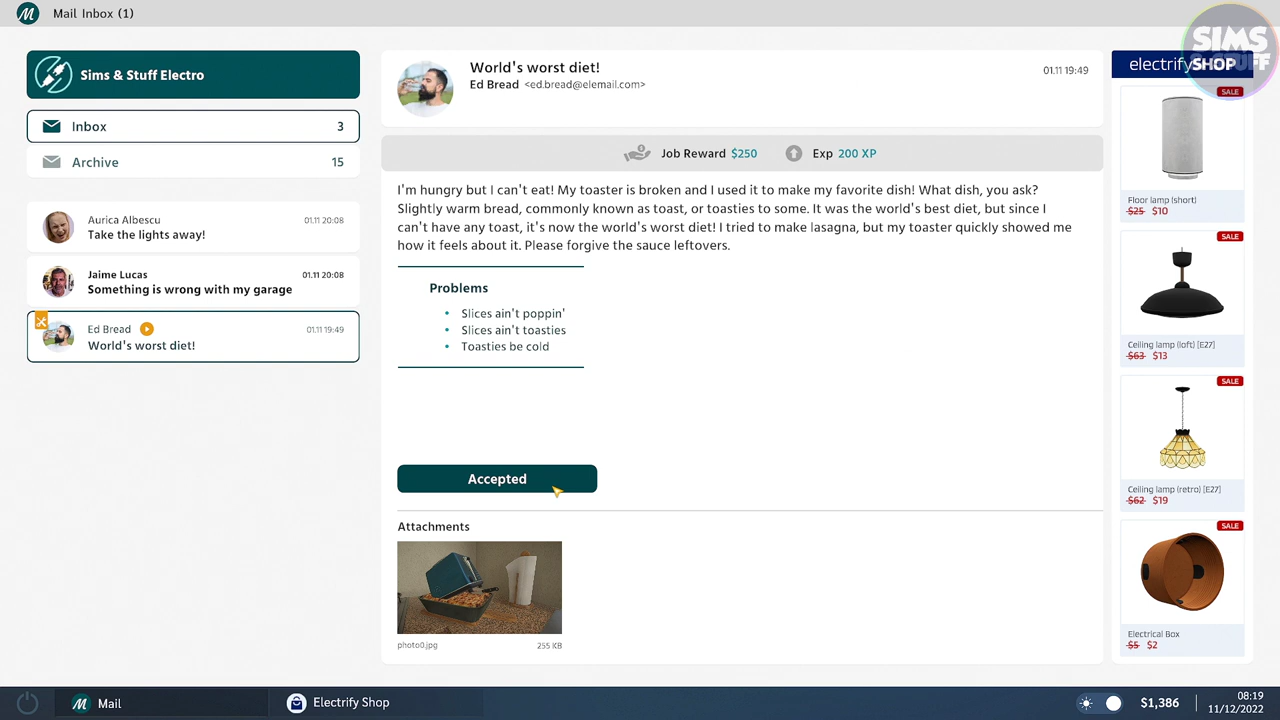 Mail Inbox (1)
Sims & Stuff Electro
Inbox 3
Archive 15
Aurica Albescu 01.11 20:08
Take the lights away!
Jaime Lucas 01.11 20:08
Something is wrong with my garage
Ed Bread 01.11 19:49
World's worst diet!
World's worst diet!
Ed Bread <ed.bread@elemail.com>
01.11 19:49
Job Reward $250 Exp 200 XP
I'm hungry but I can't eat! My toaster is broken and I used it to make my favorite dish! What dish, you ask?
Slightly warm bread, commonly known as toast, or toasties to some. It was the world's best diet, but since I
can't have any toast, it's now the world's worst diet! I tried to make lasagna, but my toaster quickly showed me
how it feels about it. Please forgive the sauce leftovers.
Problems
• Slices ain't poppin'
• Slices ain't toasties
• Toasties be cold
Accepted
Attachments
photo0.jpg 255 KB
SIMS
& STUFF
electrifySHOP
SALE
Floor lamp (short)
$25 $10
SALE
Ceiling lamp (loft) [E27]
$63 $13
SALE
Ceiling lamp (retro) [E27]
$62 $19
SALE
Electrical Box
$5 $2
Mail
Electrify Shop
$1,386
08:19
11/12/2022